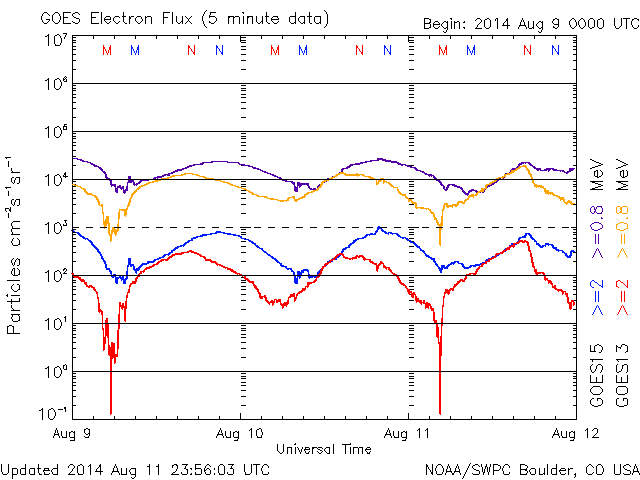 GOES Electron Flux (5 minute data)
Begin: 2014 Aug 9 0000 UTC
10⁷
M M N N M M N N M M N N
10⁶
10⁵
10⁴
10³
10²
10¹
10⁰
10⁻¹
Particles cm⁻²s⁻¹sr⁻¹
Aug 9 Aug 10 Aug 11 Aug 12
Universal Time
GOES15 >=2 >=0.8 MeV
GOES13 >=2 >=0.8 MeV
Updated 2014 Aug 11 23:56:03 UTC
NOAA/SWPC Boulder, CO USA